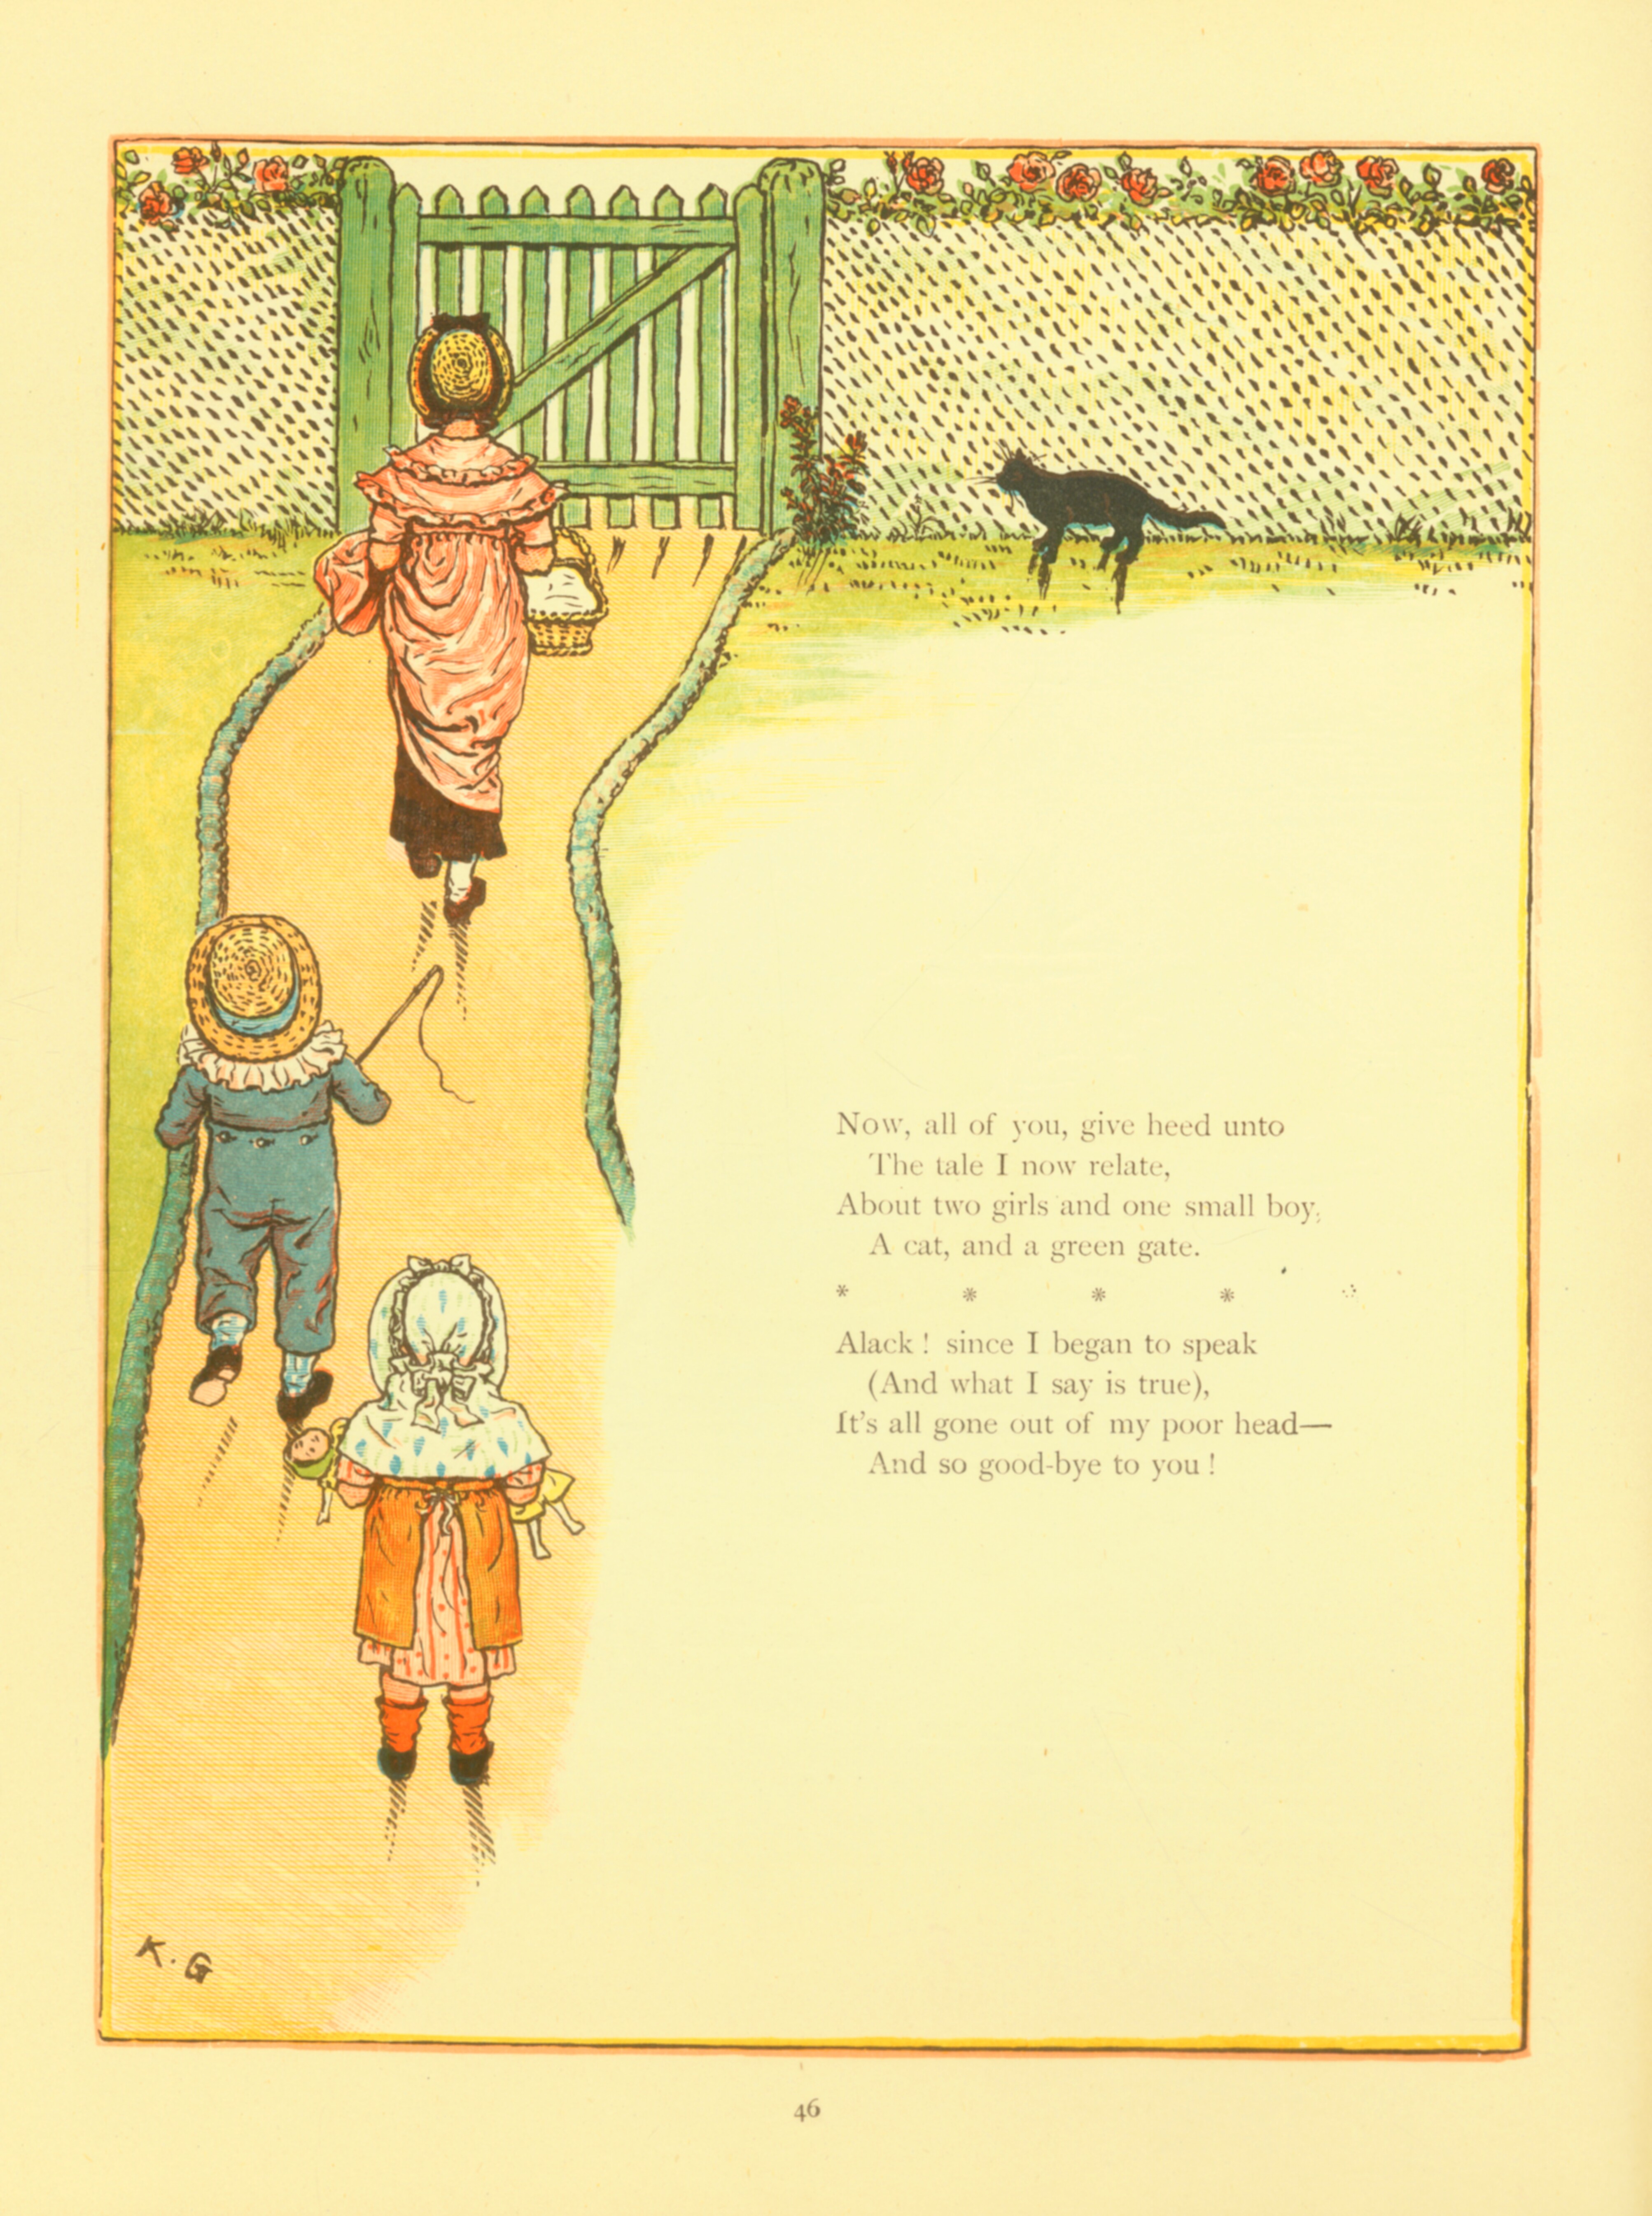 Now, all of you, give heed unto
The tale I now relate,
About two girls and one small boy,
A cat, and a green gate.
* * * * *
Alack! since I began to speak
(And what I say is true),
It's all gone out of my poor head—
And so good-bye to you!
K. G
46